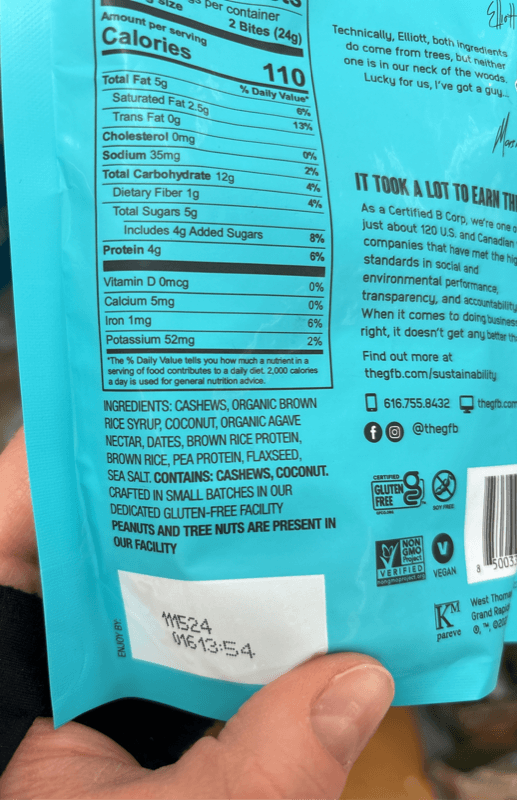 per container
2 Bites (24g)
Amount per serving
Calories
110
% Daily Value*
Total Fat 5g 6%
Saturated Fat 2.5g 13%
Trans Fat 0g
Cholesterol 0mg 0%
Sodium 35mg 2%
Total Carbohydrate 12g 4%
Dietary Fiber 1g 4%
Total Sugars 5g
Includes 4g Added Sugars 8%
Protein 4g 6%
Vitamin D 0mcg 0%
Calcium 5mg 0%
Iron 1mg 6%
Potassium 52mg 2%
*The % Daily Value tells you how much a nutrient in a
serving of food contributes to a daily diet. 2,000 calories
a day is used for general nutrition advice.
INGREDIENTS: CASHEWS, ORGANIC BROWN
RICE SYRUP, COCONUT, ORGANIC AGAVE
NECTAR, DATES, BROWN RICE PROTEIN,
BROWN RICE, PEA PROTEIN, FLAXSEED,
SEA SALT. CONTAINS: CASHEWS, COCONUT.
CRAFTED IN SMALL BATCHES IN OUR
DEDICATED GLUTEN-FREE FACILITY
PEANUTS AND TREE NUTS ARE PRESENT IN
OUR FACILITY
ENJOY BY:
111524
01613:54
Elliott
Technically, Elliott, both ingredients
do come from trees, but neither
one is in our neck of the woods.
Lucky for us, I've got a guy...
IT TOOK A LOT TO EARN TH
As a Certified B Corp, we're one o
just about 120 U.S. and Canadian
companies that have met the hig
standards in social and
environmental performance,
transparency, and accountability
When it comes to doing business
right, it doesn't get any better tha
Find out more at
thegfb.com/sustainability
616.755.8432 thegfb.com
@thegfb
CERTIFIED
GLUTEN
FREE
SOY FREE
NON
GMO
Project
VERIFIED
nongmoproject.org
V
VEGAN
KM
pareve
8 50033
West Thoma
Grand Rapid